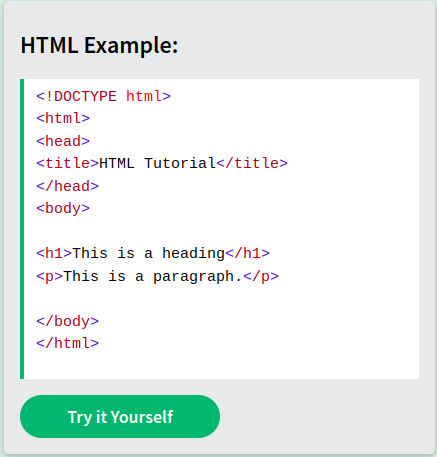 HTML Example:
<!DOCTYPE html>
<html>
<head>
<title>HTML Tutorial</title>
</head>
<body>
<h1>This is a heading</h1>
<p>This is a paragraph.</p>
</body>
</html>
Try it Yourself